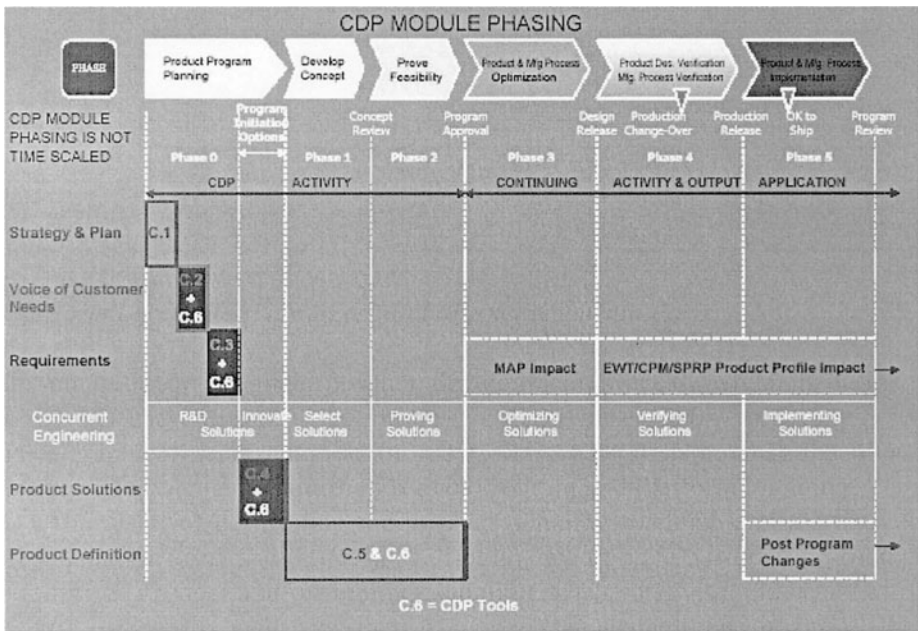 CDP MODULE PHASING
PHASE
Product Program
Planning
Develop
Concept
Prove
Feasibility
Product & Mfg Process
Optimization
Product Des. Verification
Mfg. Process Verification
Product & Mfg. Process
Implementation
CDP MODULE
PHASING IS NOT
TIME SCALED
Program
Initiation
Options
Concept
Review
Program
Approval
Design
Release
Production
Change-Over
Production
Release
OK to
Ship
Program
Review
Phase 0
Phase 1
Phase 2
Phase 3
Phase 4
Phase 5
CDP ACTIVITY CONTINUING ACTIVITY & OUTPUT APPLICATION
Strategy & Plan
C.1
Voice of Customer
Needs
C.2
+
C.6
Requirements
C.3
+
C.6
MAP Impact
EWT/CPM/SPRP Product Profile Impact
Concurrent
Engineering
R&D Innovate
Solutions
Select
Solutions
Proving
Solutions
Optimizing
Solutions
Verifying
Solutions
Implementing
Solutions
Product Solutions
C.4
+
C.6
Product Definition
C.5 & C.6
Post Program
Changes
C.6 = CDP Tools